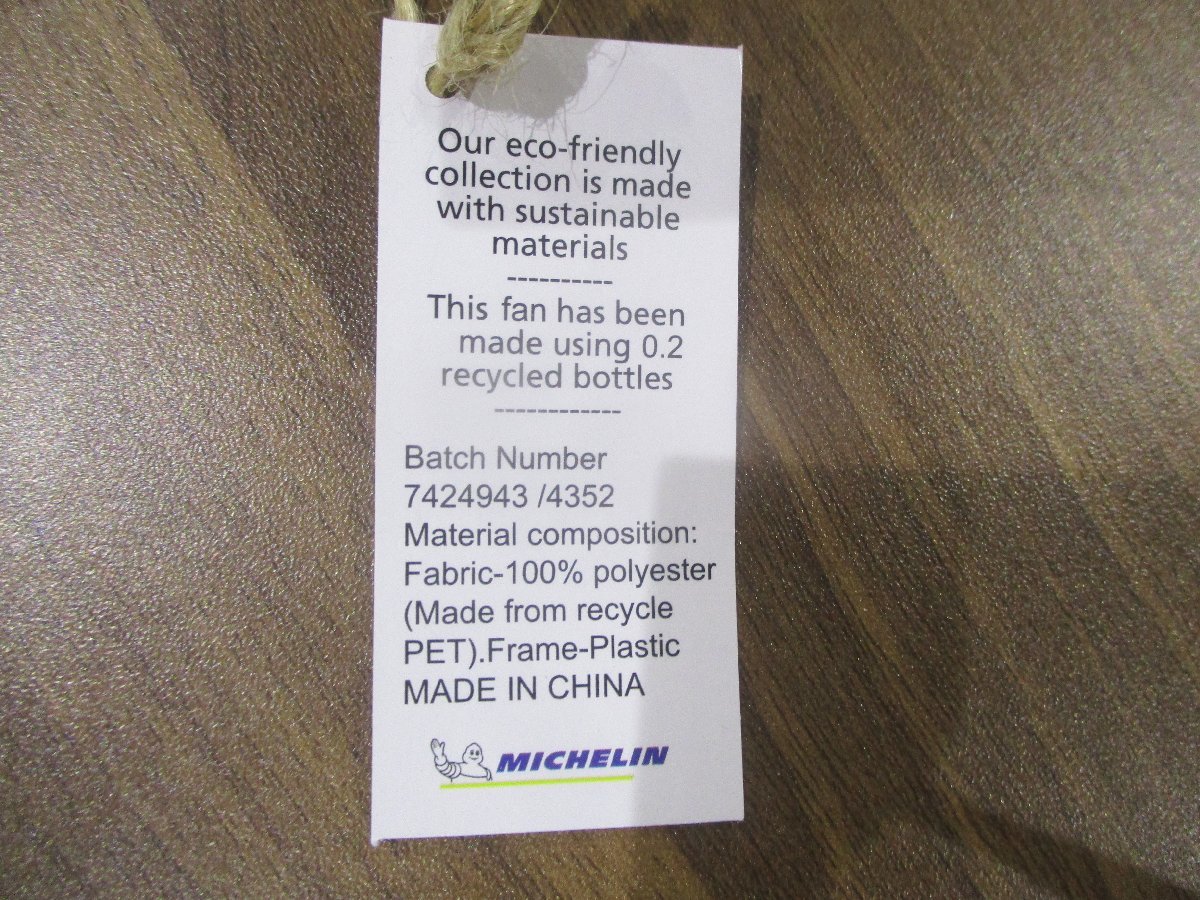 Our eco-friendly
collection is made
with sustainable
materials
----------
This fan has been
made using 0.2
recycled bottles
------------
Batch Number
7424943 /4352
Material composition:
Fabric-100% polyester
(Made from recycle
PET).Frame-Plastic
MADE IN CHINA
MICHELIN